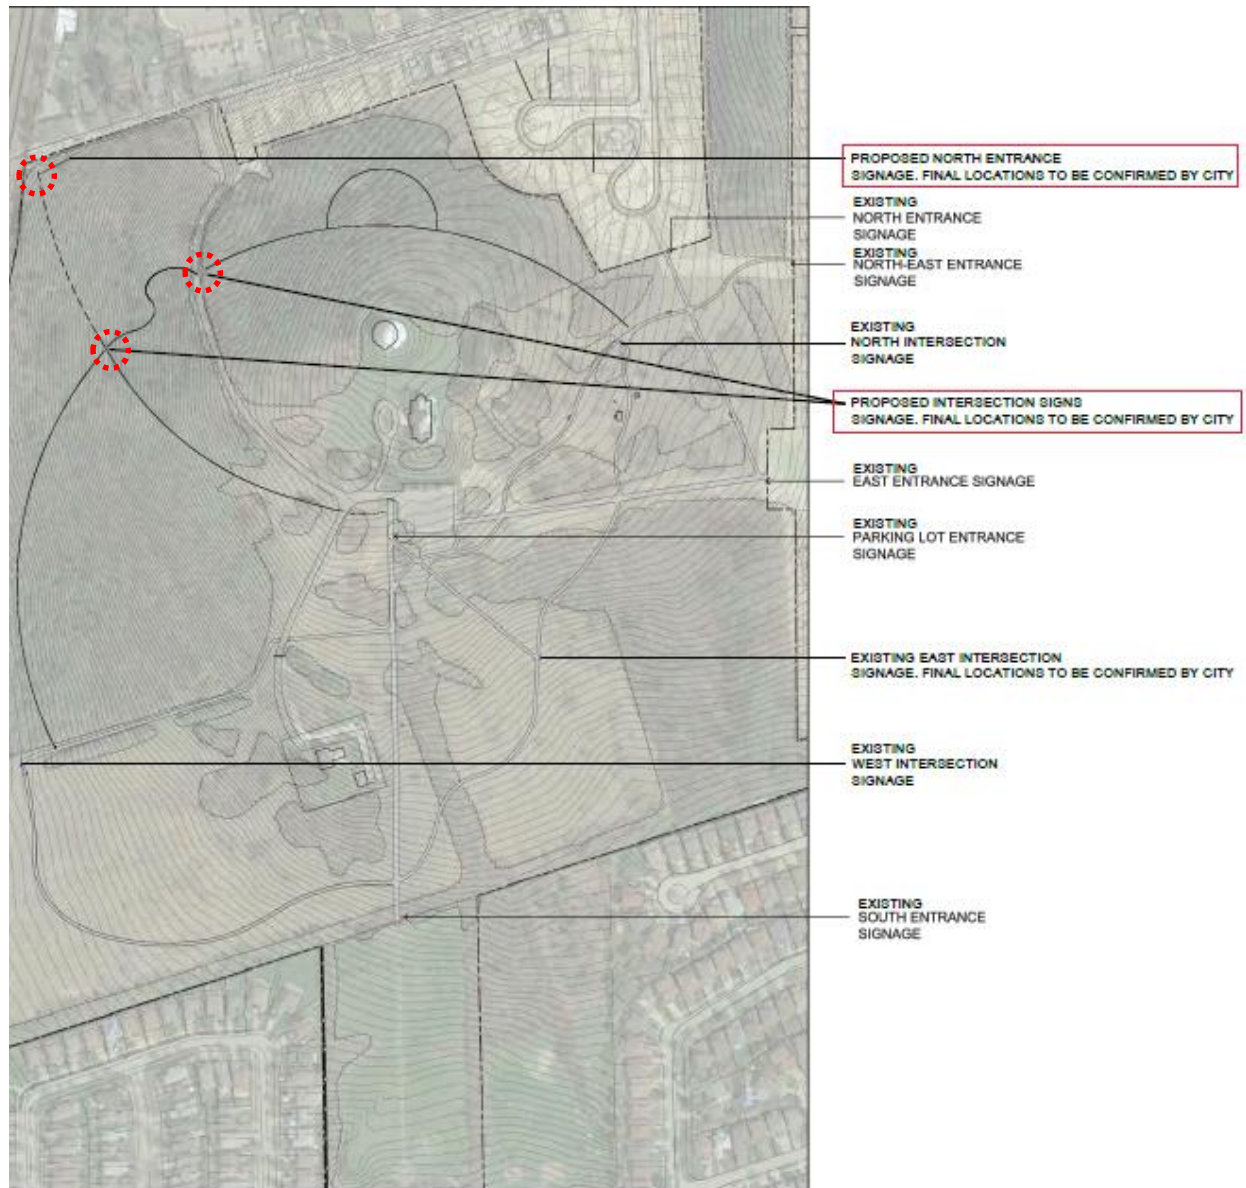 PROPOSED NORTH ENTRANCE
SIGNAGE. FINAL LOCATIONS TO BE CONFIRMED BY CITY
EXISTING
NORTH ENTRANCE
SIGNAGE
EXISTING
NORTH-EAST ENTRANCE
SIGNAGE
EXISTING
NORTH INTERSECTION
SIGNAGE
PROPOSED INTERSECTION SIGNS
SIGNAGE. FINAL LOCATIONS TO BE CONFIRMED BY CITY
EXISTING
EAST ENTRANCE SIGNAGE
EXISTING
PARKING LOT ENTRANCE
SIGNAGE
EXISTING EAST INTERSECTION
SIGNAGE. FINAL LOCATIONS TO BE CONFIRMED BY CITY
EXISTING
WEST INTERSECTION
SIGNAGE
EXISTING
SOUTH ENTRANCE
SIGNAGE